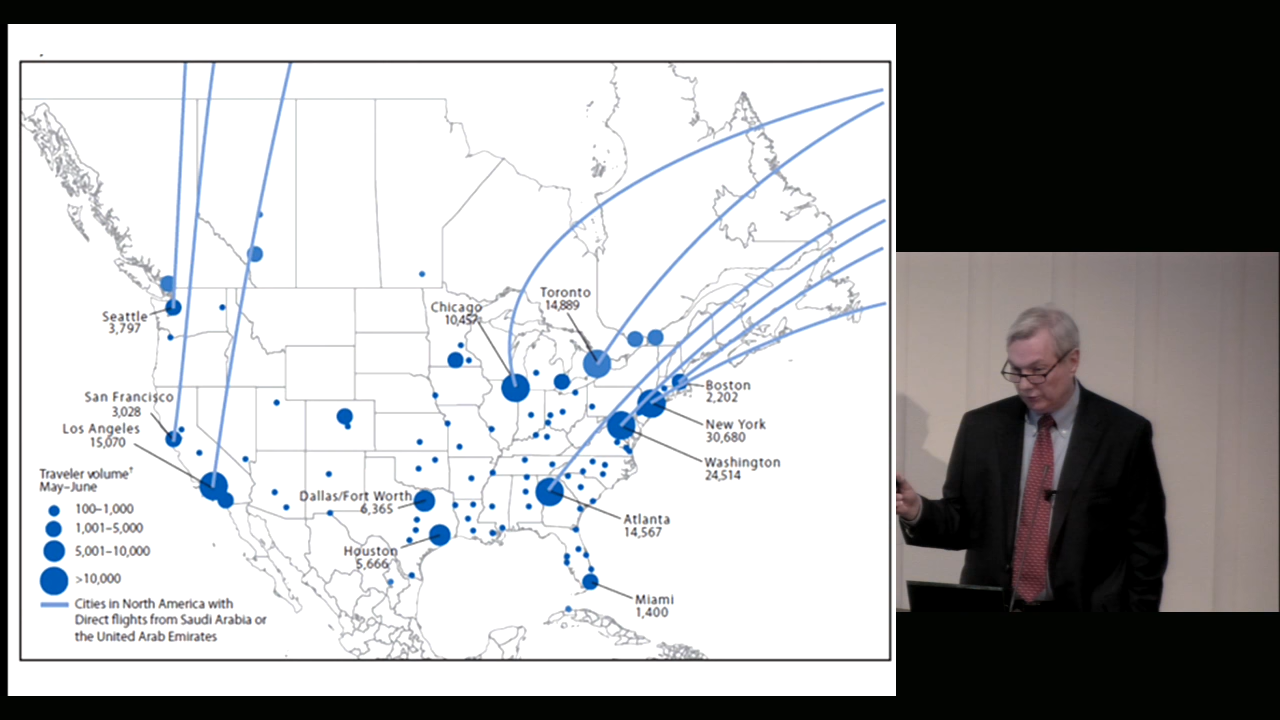 Toronto
14,889
Chicago
10,457
Seattle
3,797
San Francisco
3,028
Los Angeles
15,070
Boston
2,202
New York
30,680
Washington
24,514
Dallas/Fort Worth
6,365
Atlanta
14,567
Houston
5,666
Miami
1,400
Traveler volume†
May–June
100–1,000
1,001–5,000
5,001–10,000
>10,000
Cities in North America with
Direct flights from Saudi Arabia or
the United Arab Emirates